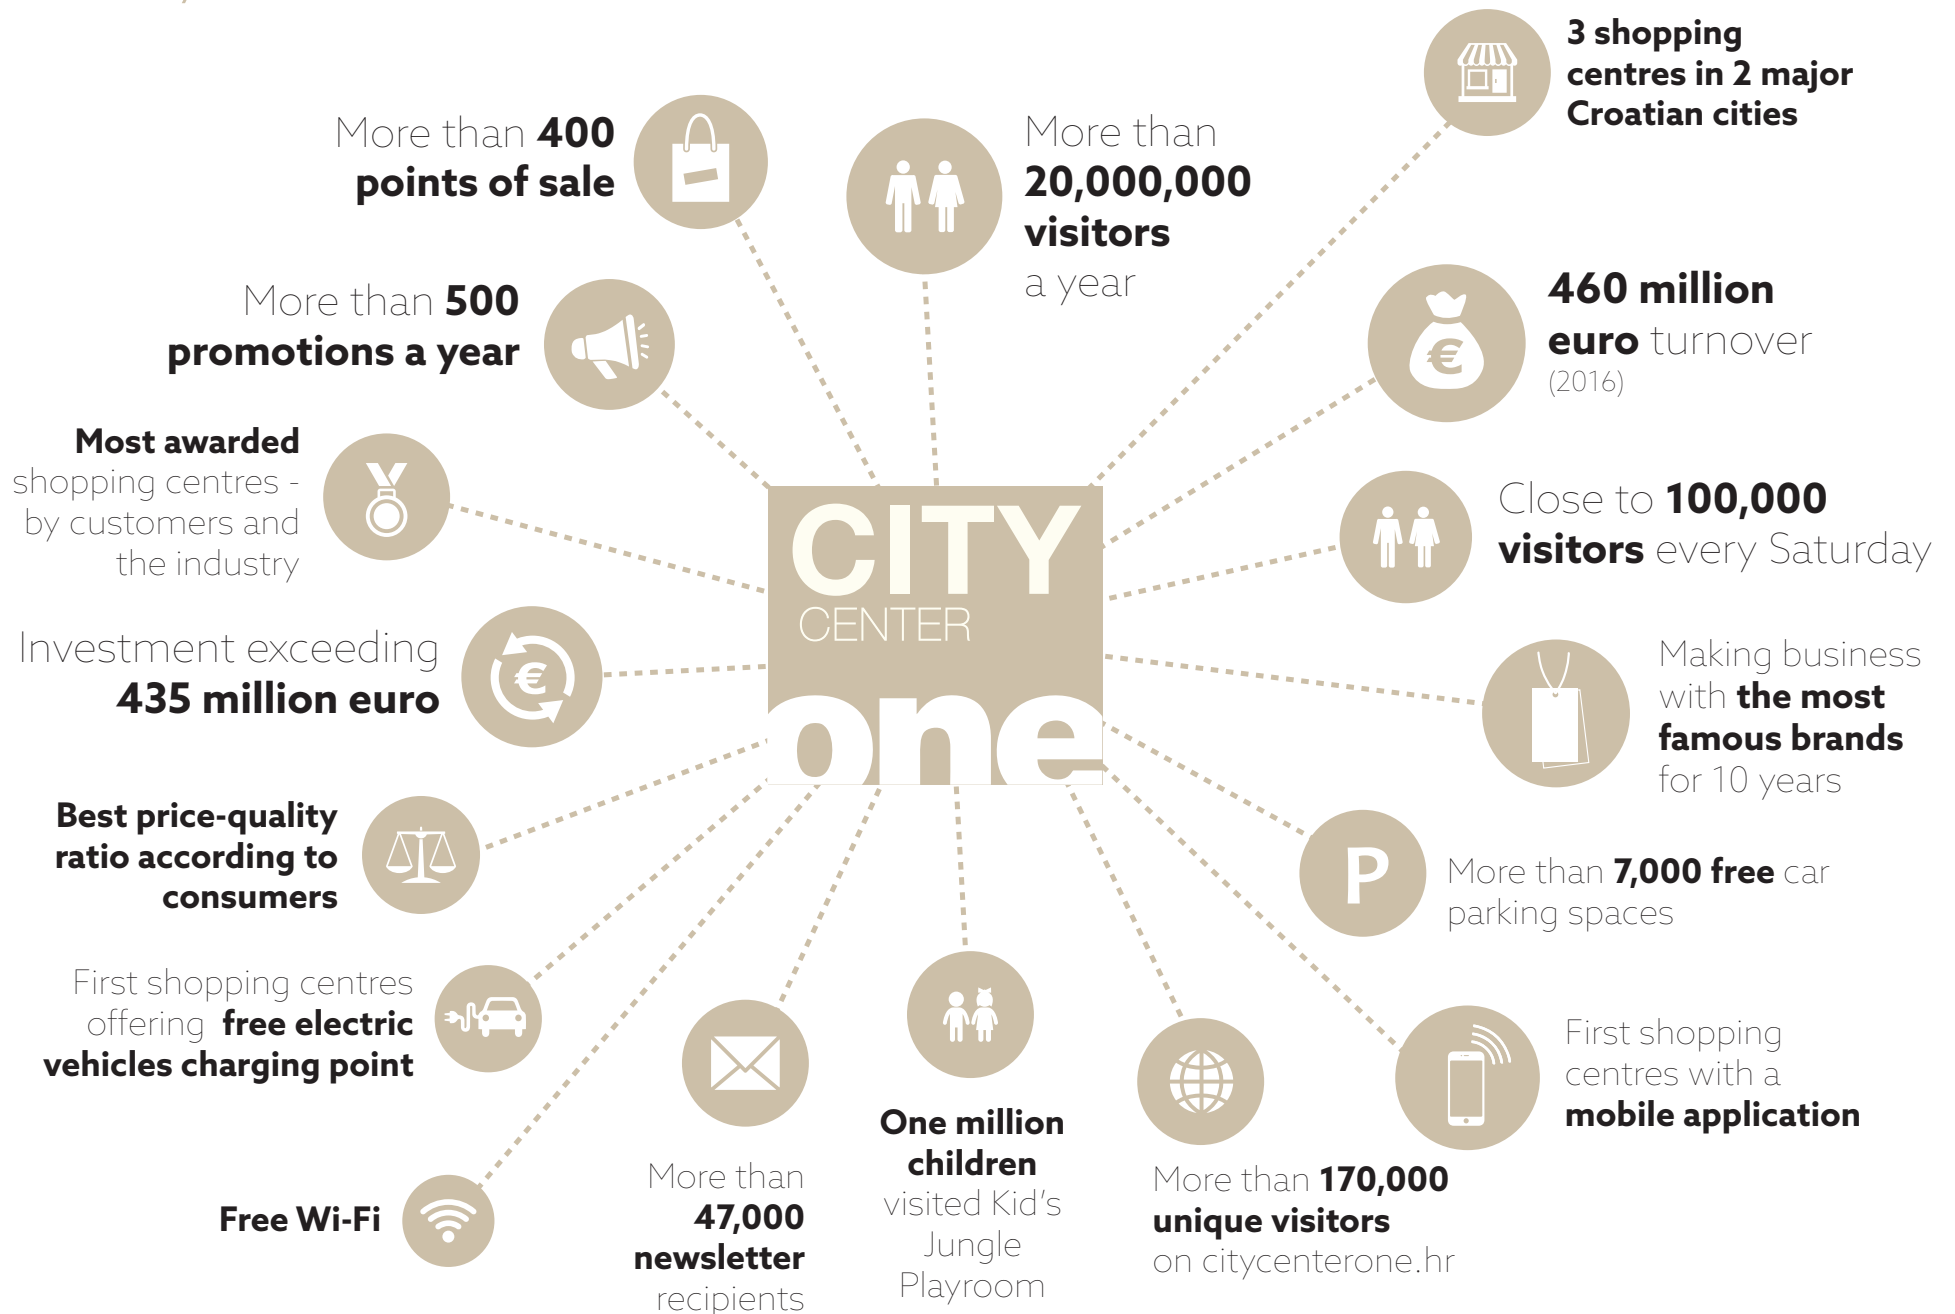 3 shopping
centres in 2 major
Croatian cities
More than 400
points of sale
More than
20,000,000
visitors
a year
More than 500
promotions a year
460 million
euro turnover
(2016)
€
Most awarded
shopping centres -
by customers and
the industry
Close to 100,000
visitors every Saturday
CITY
CENTER
one
Investment exceeding
435 million euro
€
Making business
with the most
famous brands
for 10 years
Best price-quality
ratio according to
consumers
P
More than 7,000 free car
parking spaces
First shopping centres
offering free electric
vehicles charging point
First shopping
centres with a
mobile application
Free Wi-Fi
More than
47,000
newsletter
recipients
One million
children
visited Kid's
Jungle
Playroom
More than 170,000
unique visitors
on citycenterone.hr